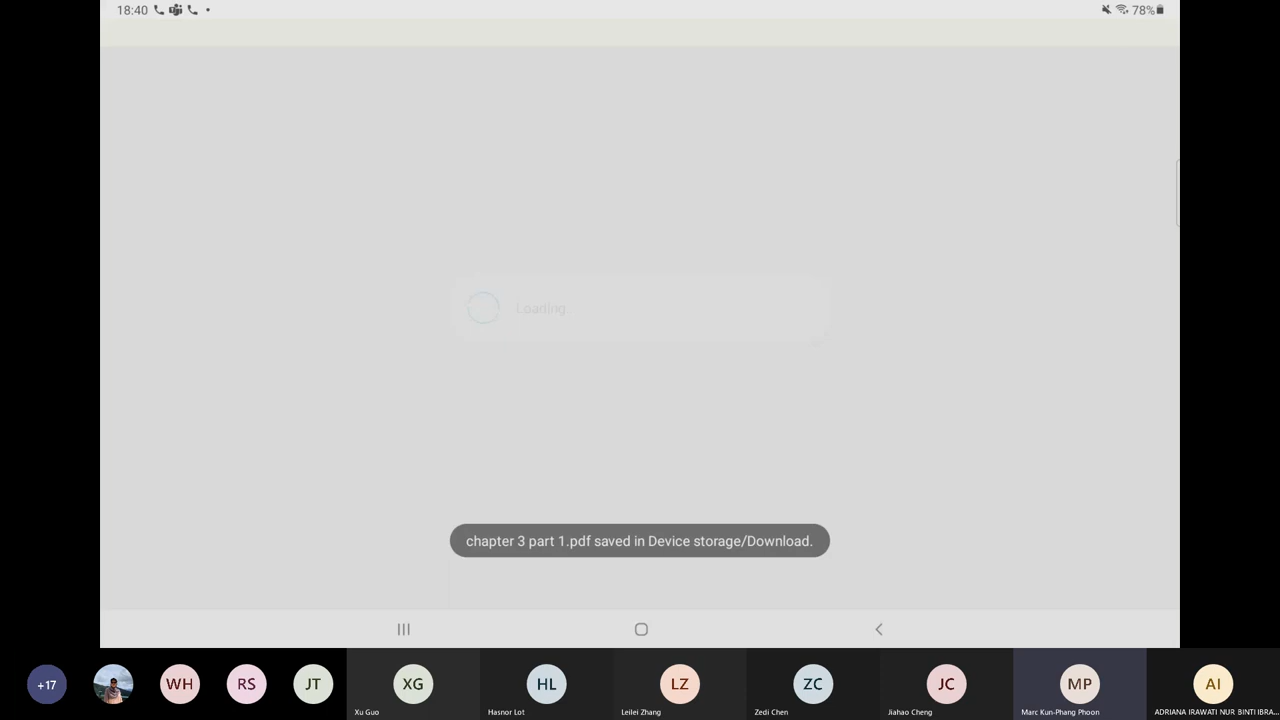 18:40
78%
Loading
chapter 3 part 1.pdf saved in Device storage/Download.
+17
WH
RS
JT
XG
HL
LZ
ZC
JC
MP
AI
Xu Guo
Hasnor Lot
Leilei Zhang
Zedi Chen
Jiahao Cheng
Marc Kun-Phang Phoon
ADRIANA IRAWATI NUR BINTI IBRA...